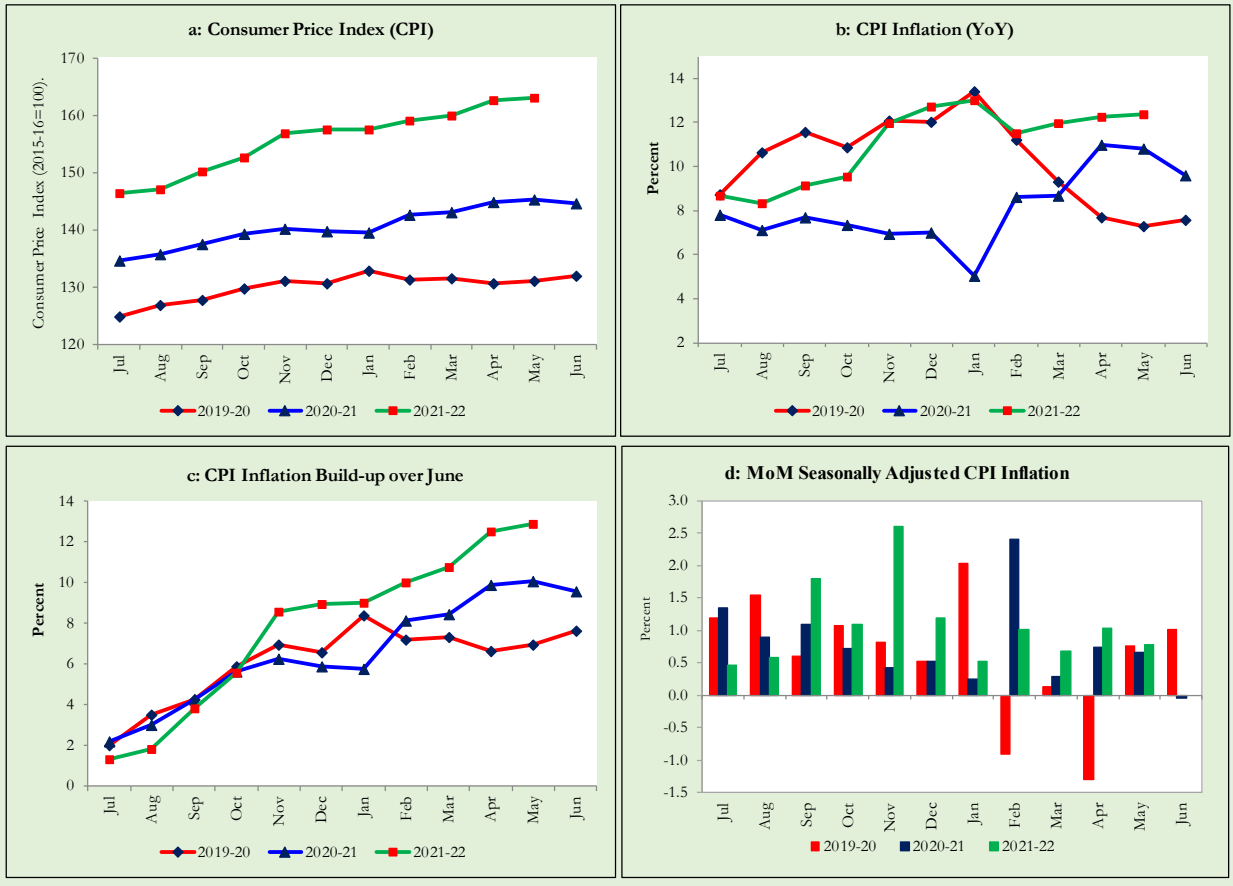 a: Consumer Price Index (CPI)
Consumer Price Index (2015-16=100).
170
160
150
140
130
120
Jul Aug Sep Oct Nov Dec Jan Feb Mar Apr May Jun
2019-20 2020-21 2021-22
b: CPI Inflation (YoY)
Percent
14
12
10
8
6
4
2
Jul Aug Sep Oct Nov Dec Jan Feb Mar Apr May Jun
2019-20 2020-21 2021-22
c: CPI Inflation Build-up over June
Percent
14
12
10
8
6
4
2
0
Jul Aug Sep Oct Nov Dec Jan Feb Mar Apr May Jun
2019-20 2020-21 2021-22
d: MoM Seasonally Adjusted CPI Inflation
Percent
3.0
2.5
2.0
1.5
1.0
0.5
0.0
-0.5
-1.0
-1.5
Jul Aug Sep Oct Nov Dec Jan Feb Mar Apr May Jun
2019-20 2020-21 2021-22